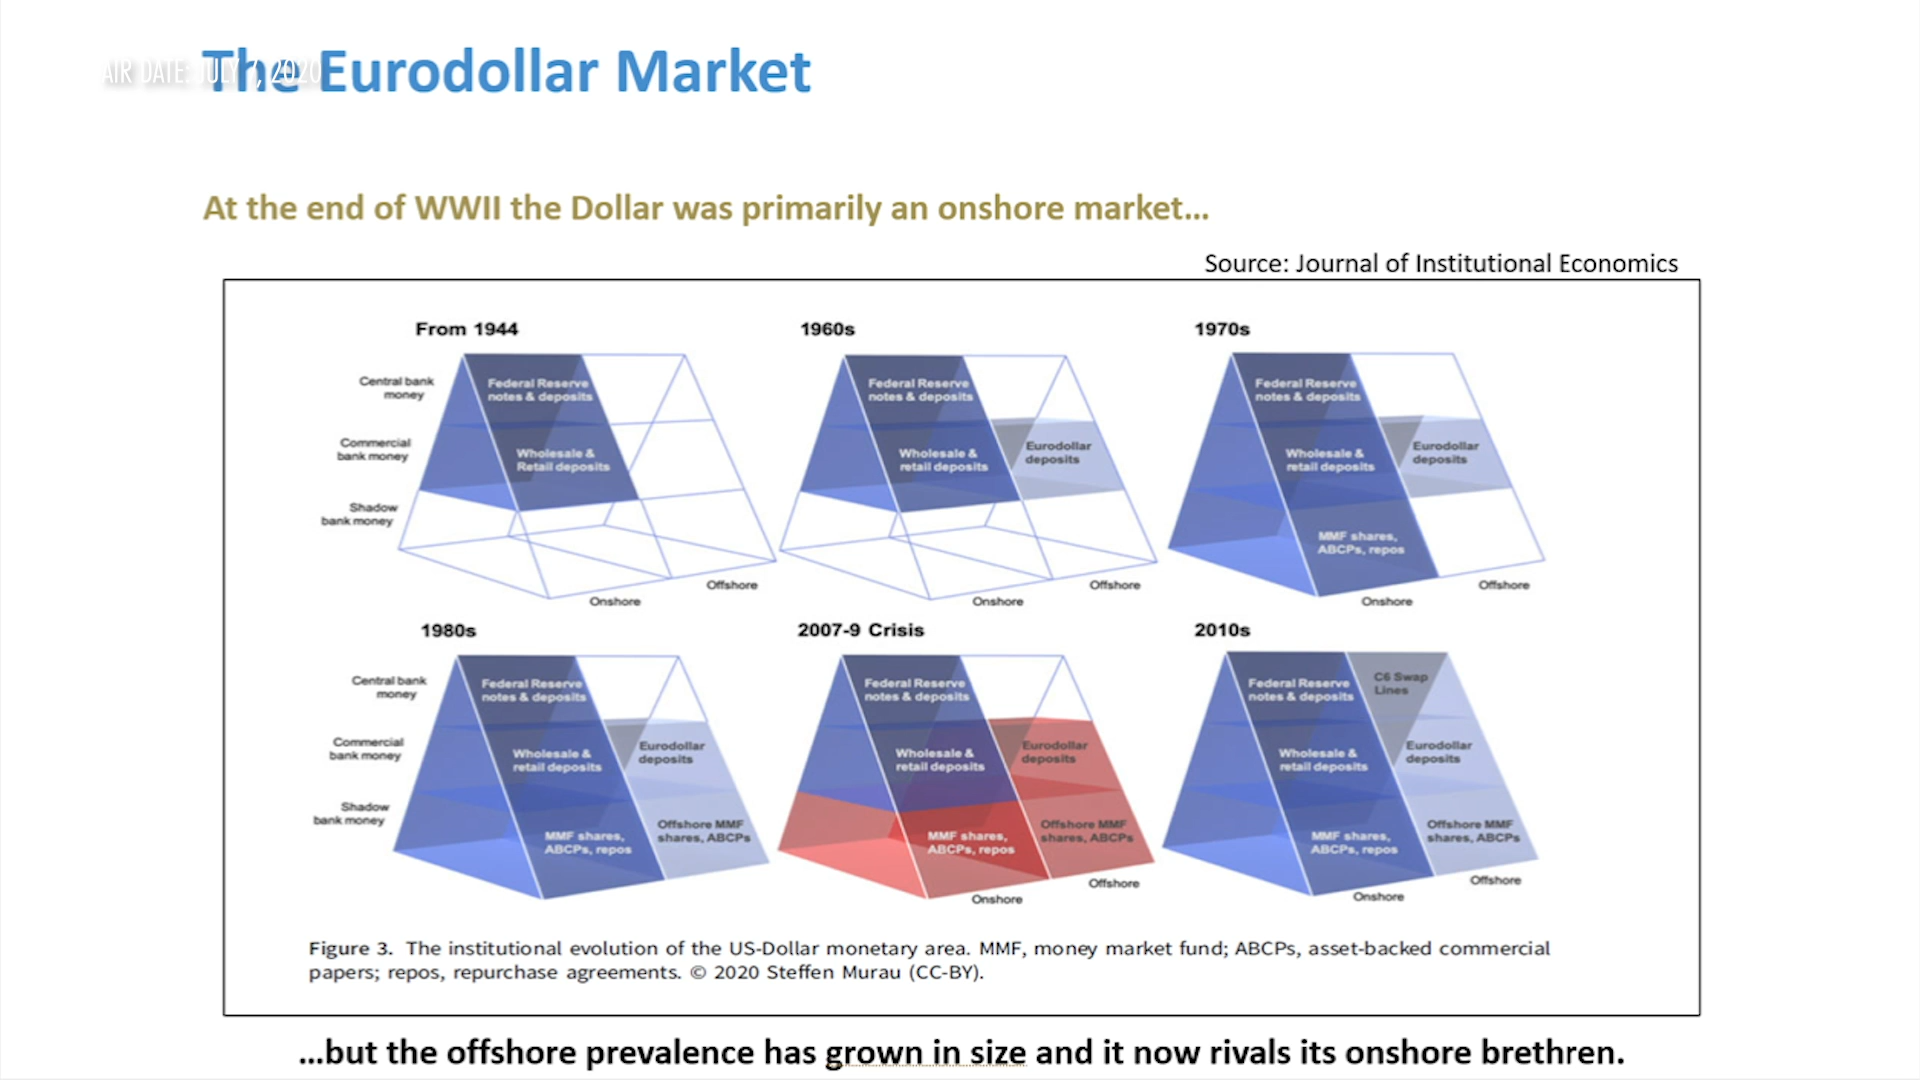 The Eurodollar Market
AIR DATE: JULY 7, 2020
At the end of WWII the Dollar was primarily an onshore market...
Source: Journal of Institutional Economics
From 1944
Central bank
money
Commercial
bank money
Shadow
bank money
Federal Reserve
notes & deposits
Wholesale &
Retail deposits
Onshore
Offshore
1960s
Federal Reserve
notes & deposits
Wholesale &
retail deposits
Eurodollar
deposits
Onshore
Offshore
1970s
Federal Reserve
notes & deposits
Wholesale &
retail deposits
Eurodollar
deposits
MMF shares,
ABCPs, repos
Onshore
Offshore
1980s
Central bank
money
Commercial
bank money
Shadow
bank money
Federal Reserve
notes & deposits
Wholesale &
retail deposits
Eurodollar
deposits
MMF shares,
ABCPs, repos
Offshore MMF
shares, ABCPs
2007-9 Crisis
Federal Reserve
notes & deposits
Wholesale &
retail deposits
Eurodollar
deposits
MMF shares,
ABCPs, repos
Offshore MMF
shares, ABCPs
Onshore
Offshore
2010s
Federal Reserve
notes & deposits
C6 Swap
Lines
Wholesale &
retail deposits
Eurodollar
deposits
MMF shares,
ABCPs, repos
Offshore MMF
shares, ABCPs
Onshore
Offshore
Figure 3. The institutional evolution of the US-Dollar monetary area. MMF, money market fund; ABCPs, asset-backed commercial
papers; repos, repurchase agreements. © 2020 Steffen Murau (CC-BY).
...but the offshore prevalence has grown in size and it now rivals its onshore brethren.